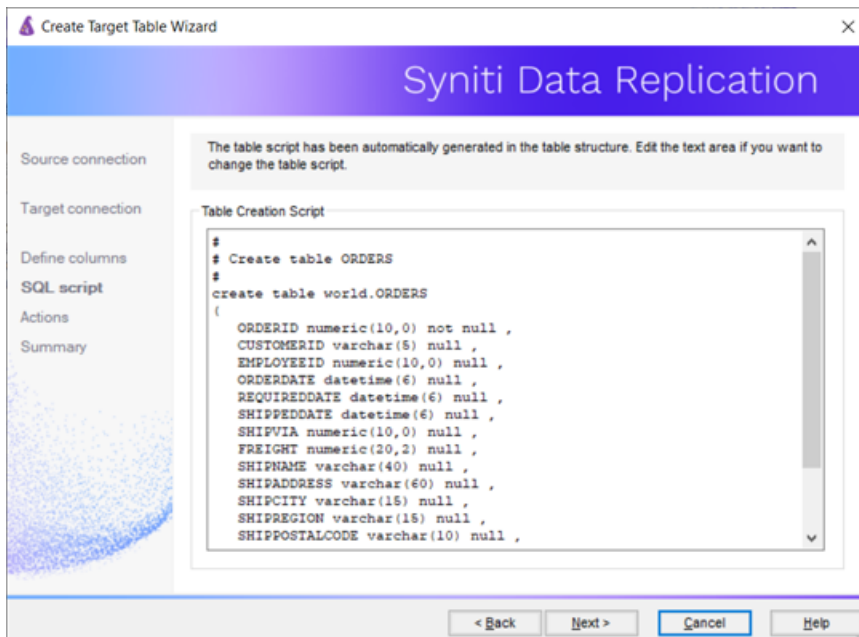 Create Target Table Wizard
Syniti Data Replication
Source connection
Target connection
Define columns
SQL script
Actions
Summary
The table script has been automatically generated in the table structure. Edit the text area if you want to
change the table script.
Table Creation Script
#
# Create table ORDERS
#
create table world.ORDERS
(
ORDERID numeric(10,0) not null ,
CUSTOMERID varchar(5) null ,
EMPLOYEEID numeric(10,0) null ,
ORDERDATE datetime(6) null ,
REQUIREDDATE datetime(6) null ,
SHIPPEDDATE datetime(6) null ,
SHIPVIA numeric(10,0) null ,
FREIGHT numeric(20,2) null ,
SHIPNAME varchar(40) null ,
SHIPADDRESS varchar(60) null ,
SHIPCITY varchar(15) null ,
SHIPREGION varchar(15) null ,
SHIPPOSTALCODE varchar(10) null ,
< Back
Next >
Cancel
Help